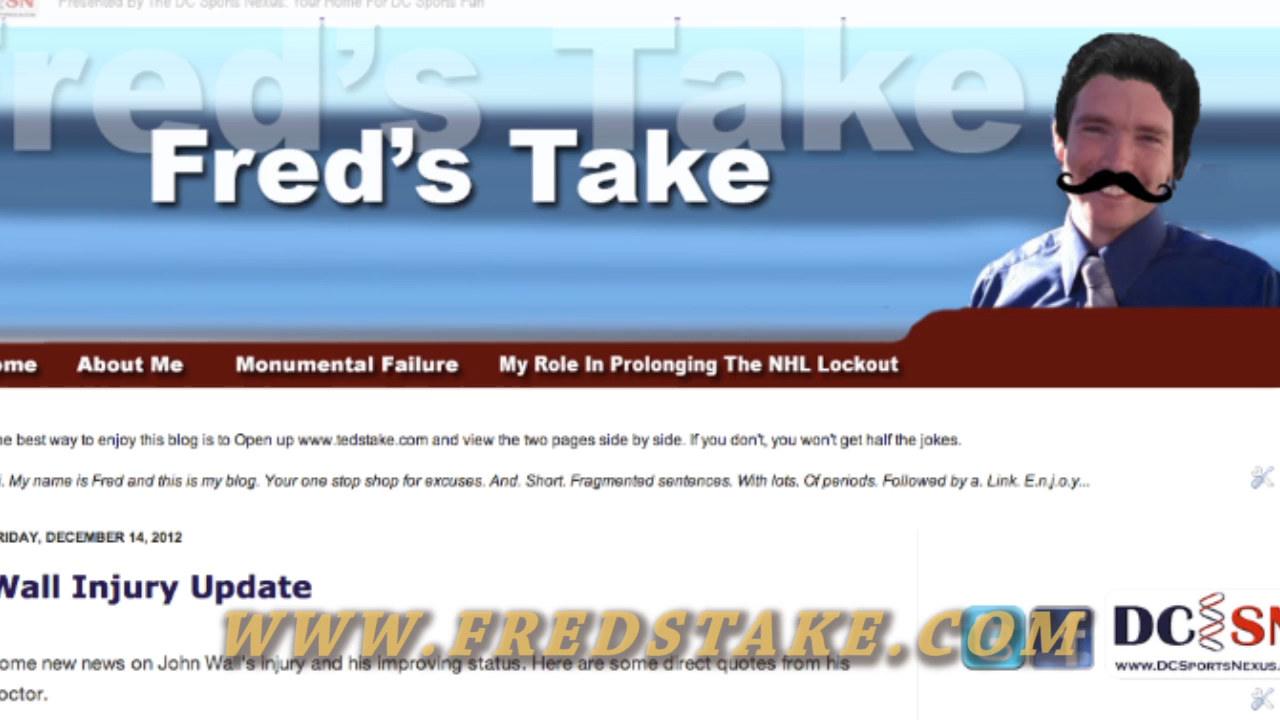 Presented By The DC Sports Nexus: Your Home For DC Sports Fun
red's Take
Fred's Take
ome
About Me
Monumental Failure
My Role In Prolonging The NHL Lockout
he best way to enjoy this blog is to Open up www.tedstake.com and view the two pages side by side. If you don't, you won't get half the jokes.
i. My name is Fred and this is my blog. Your one stop shop for excuses. And. Short. Fragmented sentences. With lots. Of periods. Followed by a. Link. E.n.j.o.y...
RIDAY, DECEMBER 14, 2012
Wall Injury Update
WWW.FREDSTAKE.COM
DC SN
www.DCSportsNexus.
ome new news on John Wall's injury and his improving status. Here are some direct quotes from his
octor.